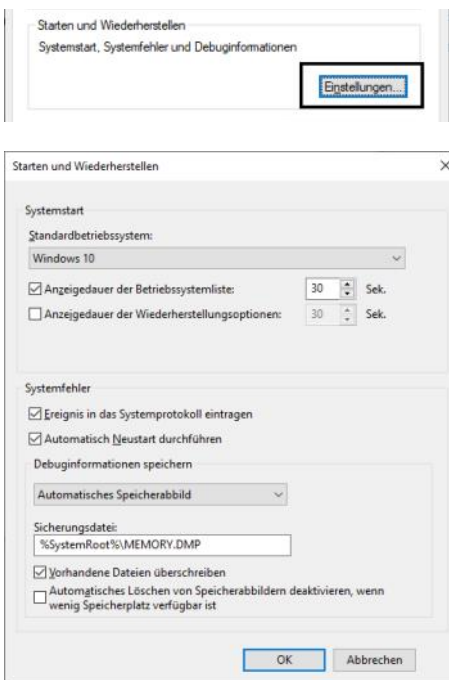 Starten und Wiederherstellen
Systemstart, Systemfehler und Debuginformationen
Einstellungen...
Starten und Wiederherstellen
Systemstart
Standardbetriebssystem:
Windows 10
Anzeigedauer der Betriebssystemliste: 30 Sek.
Anzeigedauer der Wiederherstellungsoptionen: 30 Sek.
Systemfehler
Ereignis in das Systemprotokoll eintragen
Automatisch Neustart durchführen
Debuginformationen speichern
Automatisches Speicherabbild
Sicherungsdatei:
%SystemRoot%\MEMORY.DMP
Vorhandene Dateien überschreiben
Automatisches Löschen von Speicherabbildern deaktivieren, wenn
wenig Speicherplatz verfügbar ist
OK Abbrechen